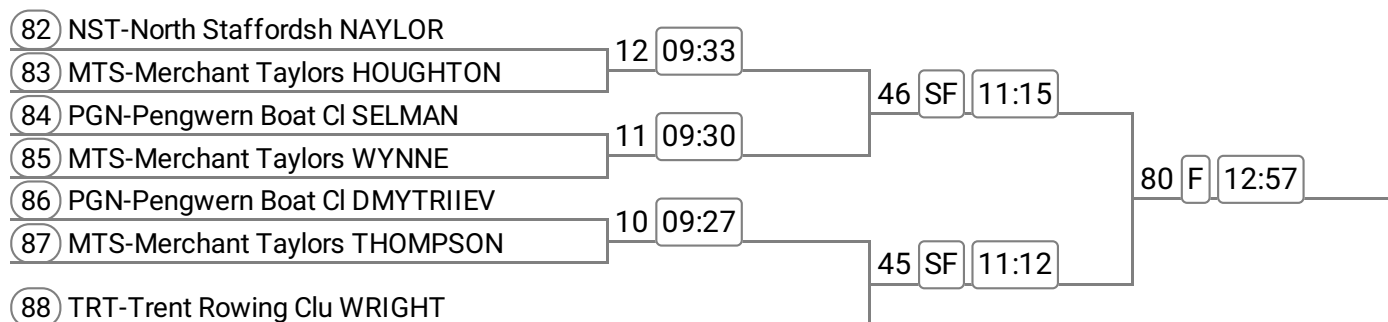 82 NST-North Staffordsh NAYLOR
12 09:33
83 MTS-Merchant Taylors HOUGHTON
46 SF 11:15
84 PGN-Pengwern Boat Cl SELMAN
11 09:30
85 MTS-Merchant Taylors WYNNE
80 F 12:57
86 PGN-Pengwern Boat Cl DMYTRIIEV
10 09:27
87 MTS-Merchant Taylors THOMPSON
45 SF 11:12
88 TRT-Trent Rowing Clu WRIGHT